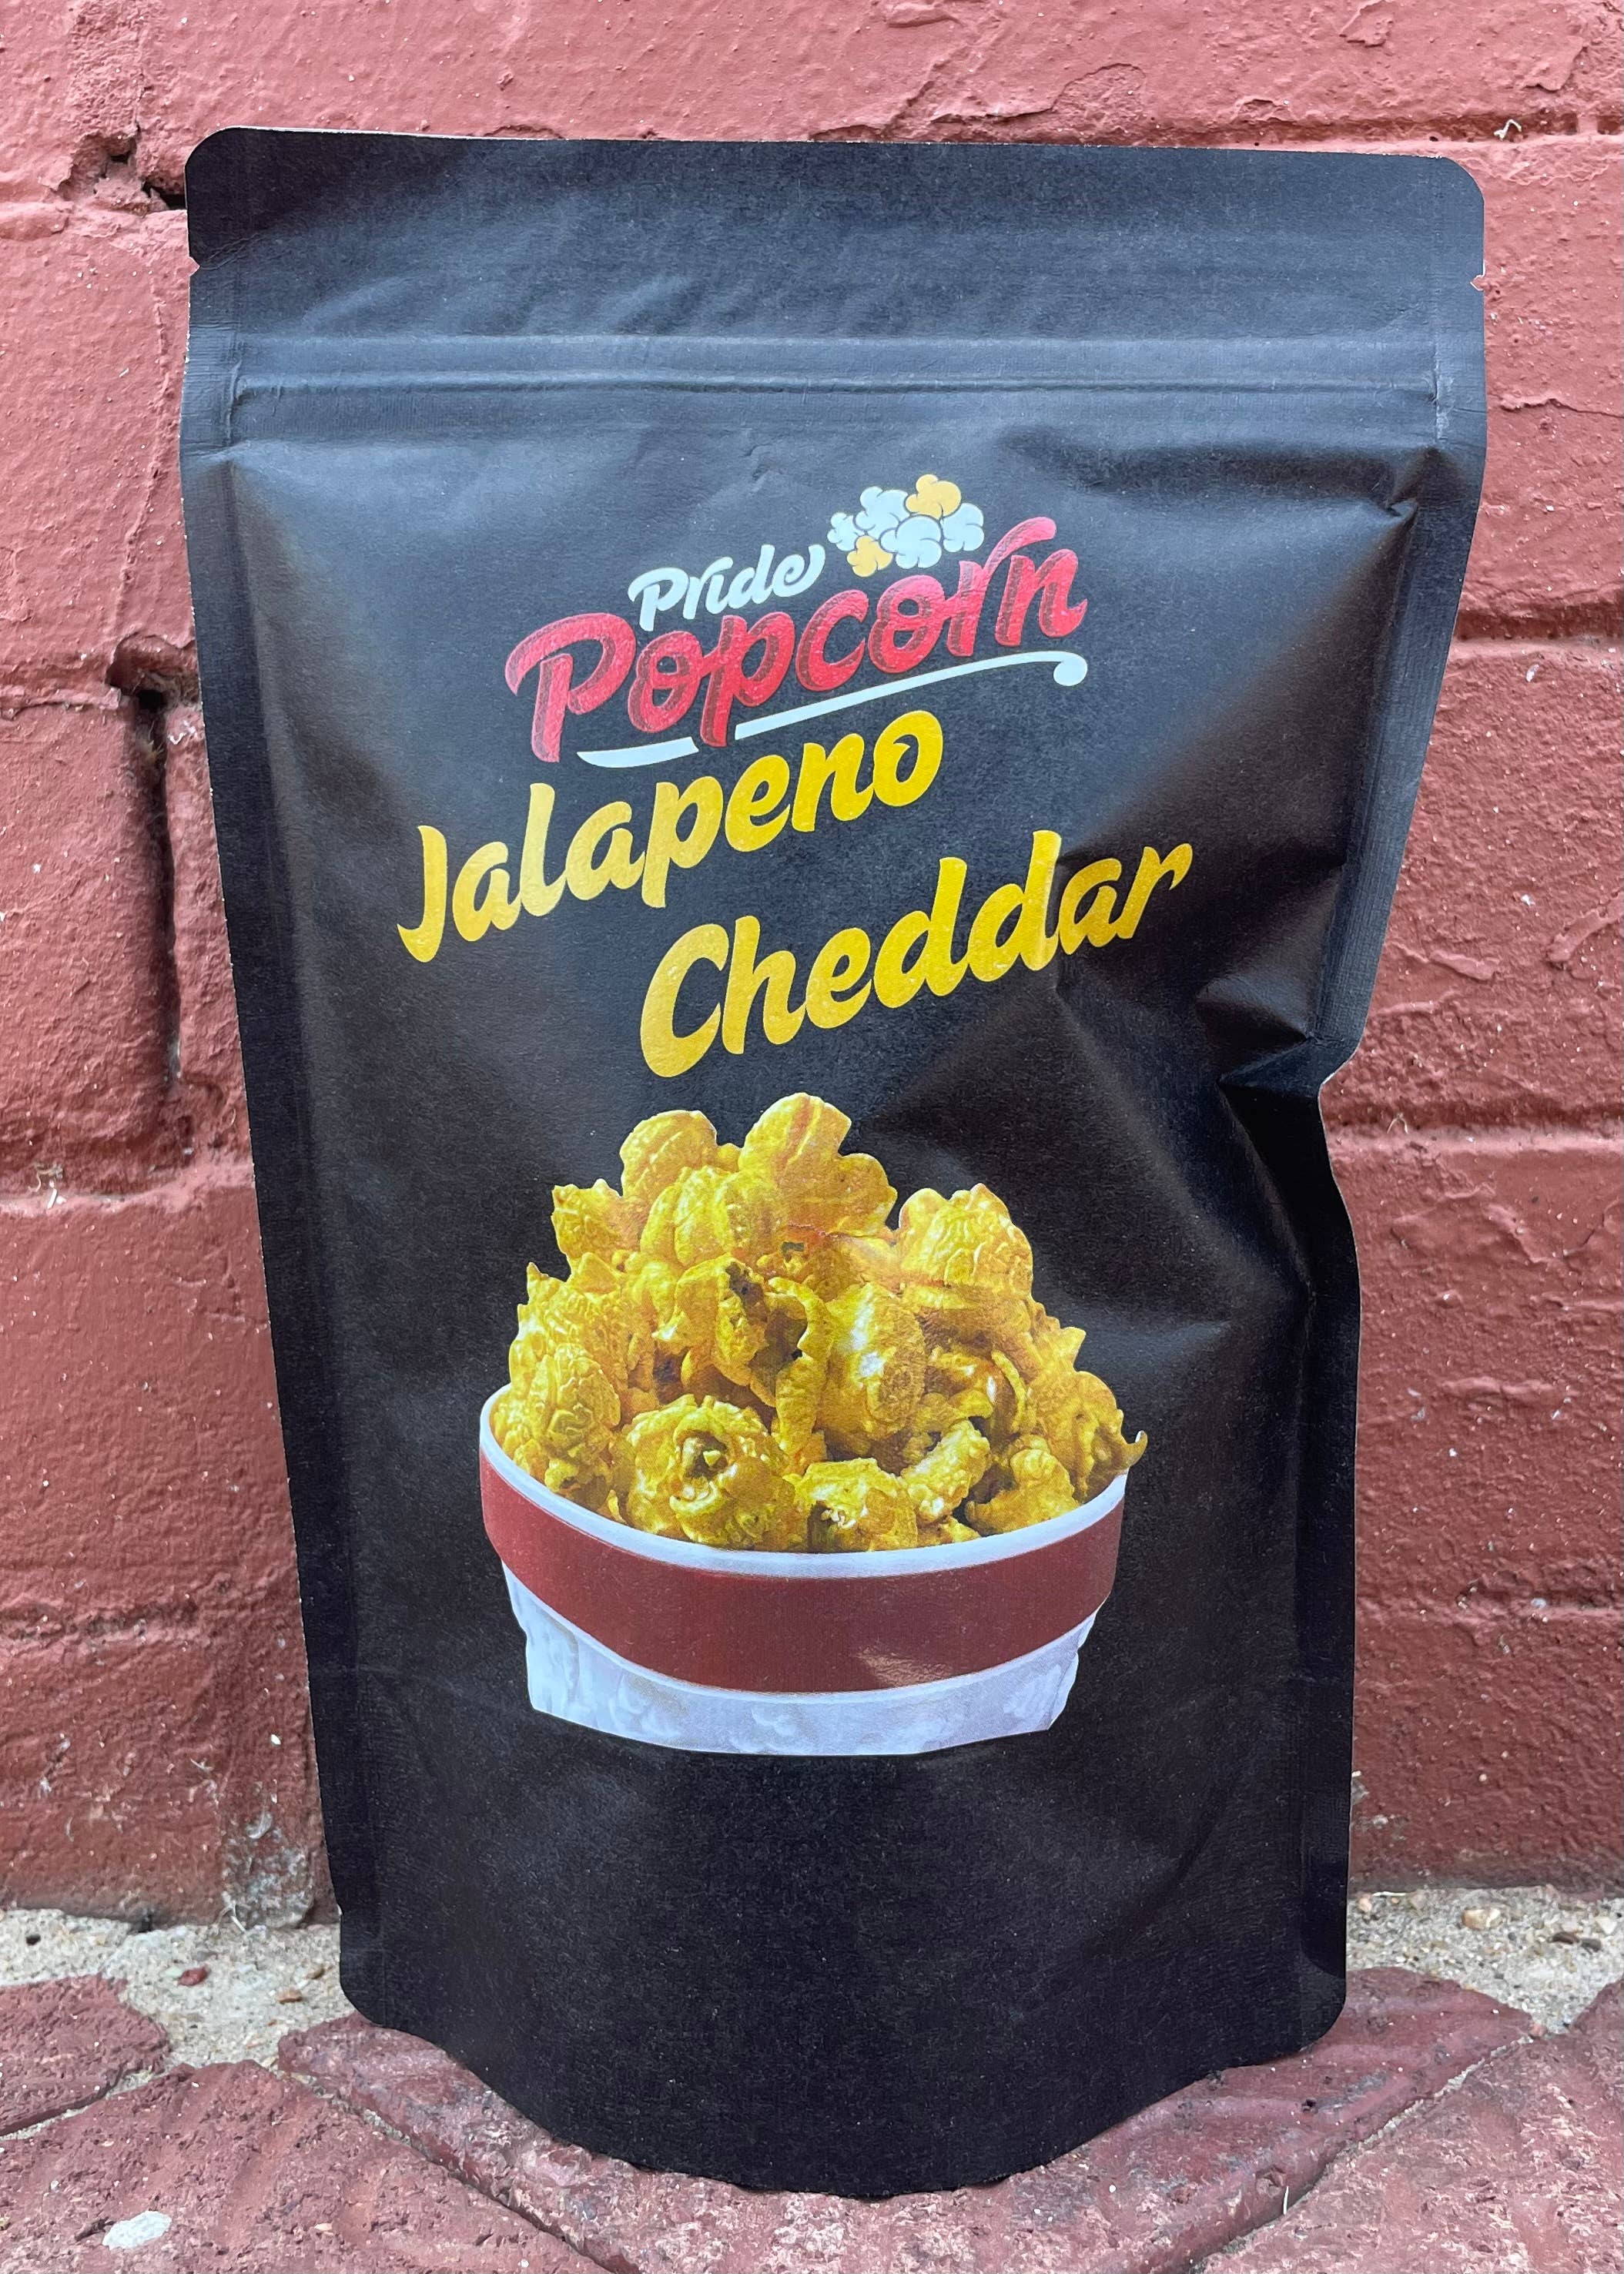 Pride
Popcorn
Jalapeno
Cheddar